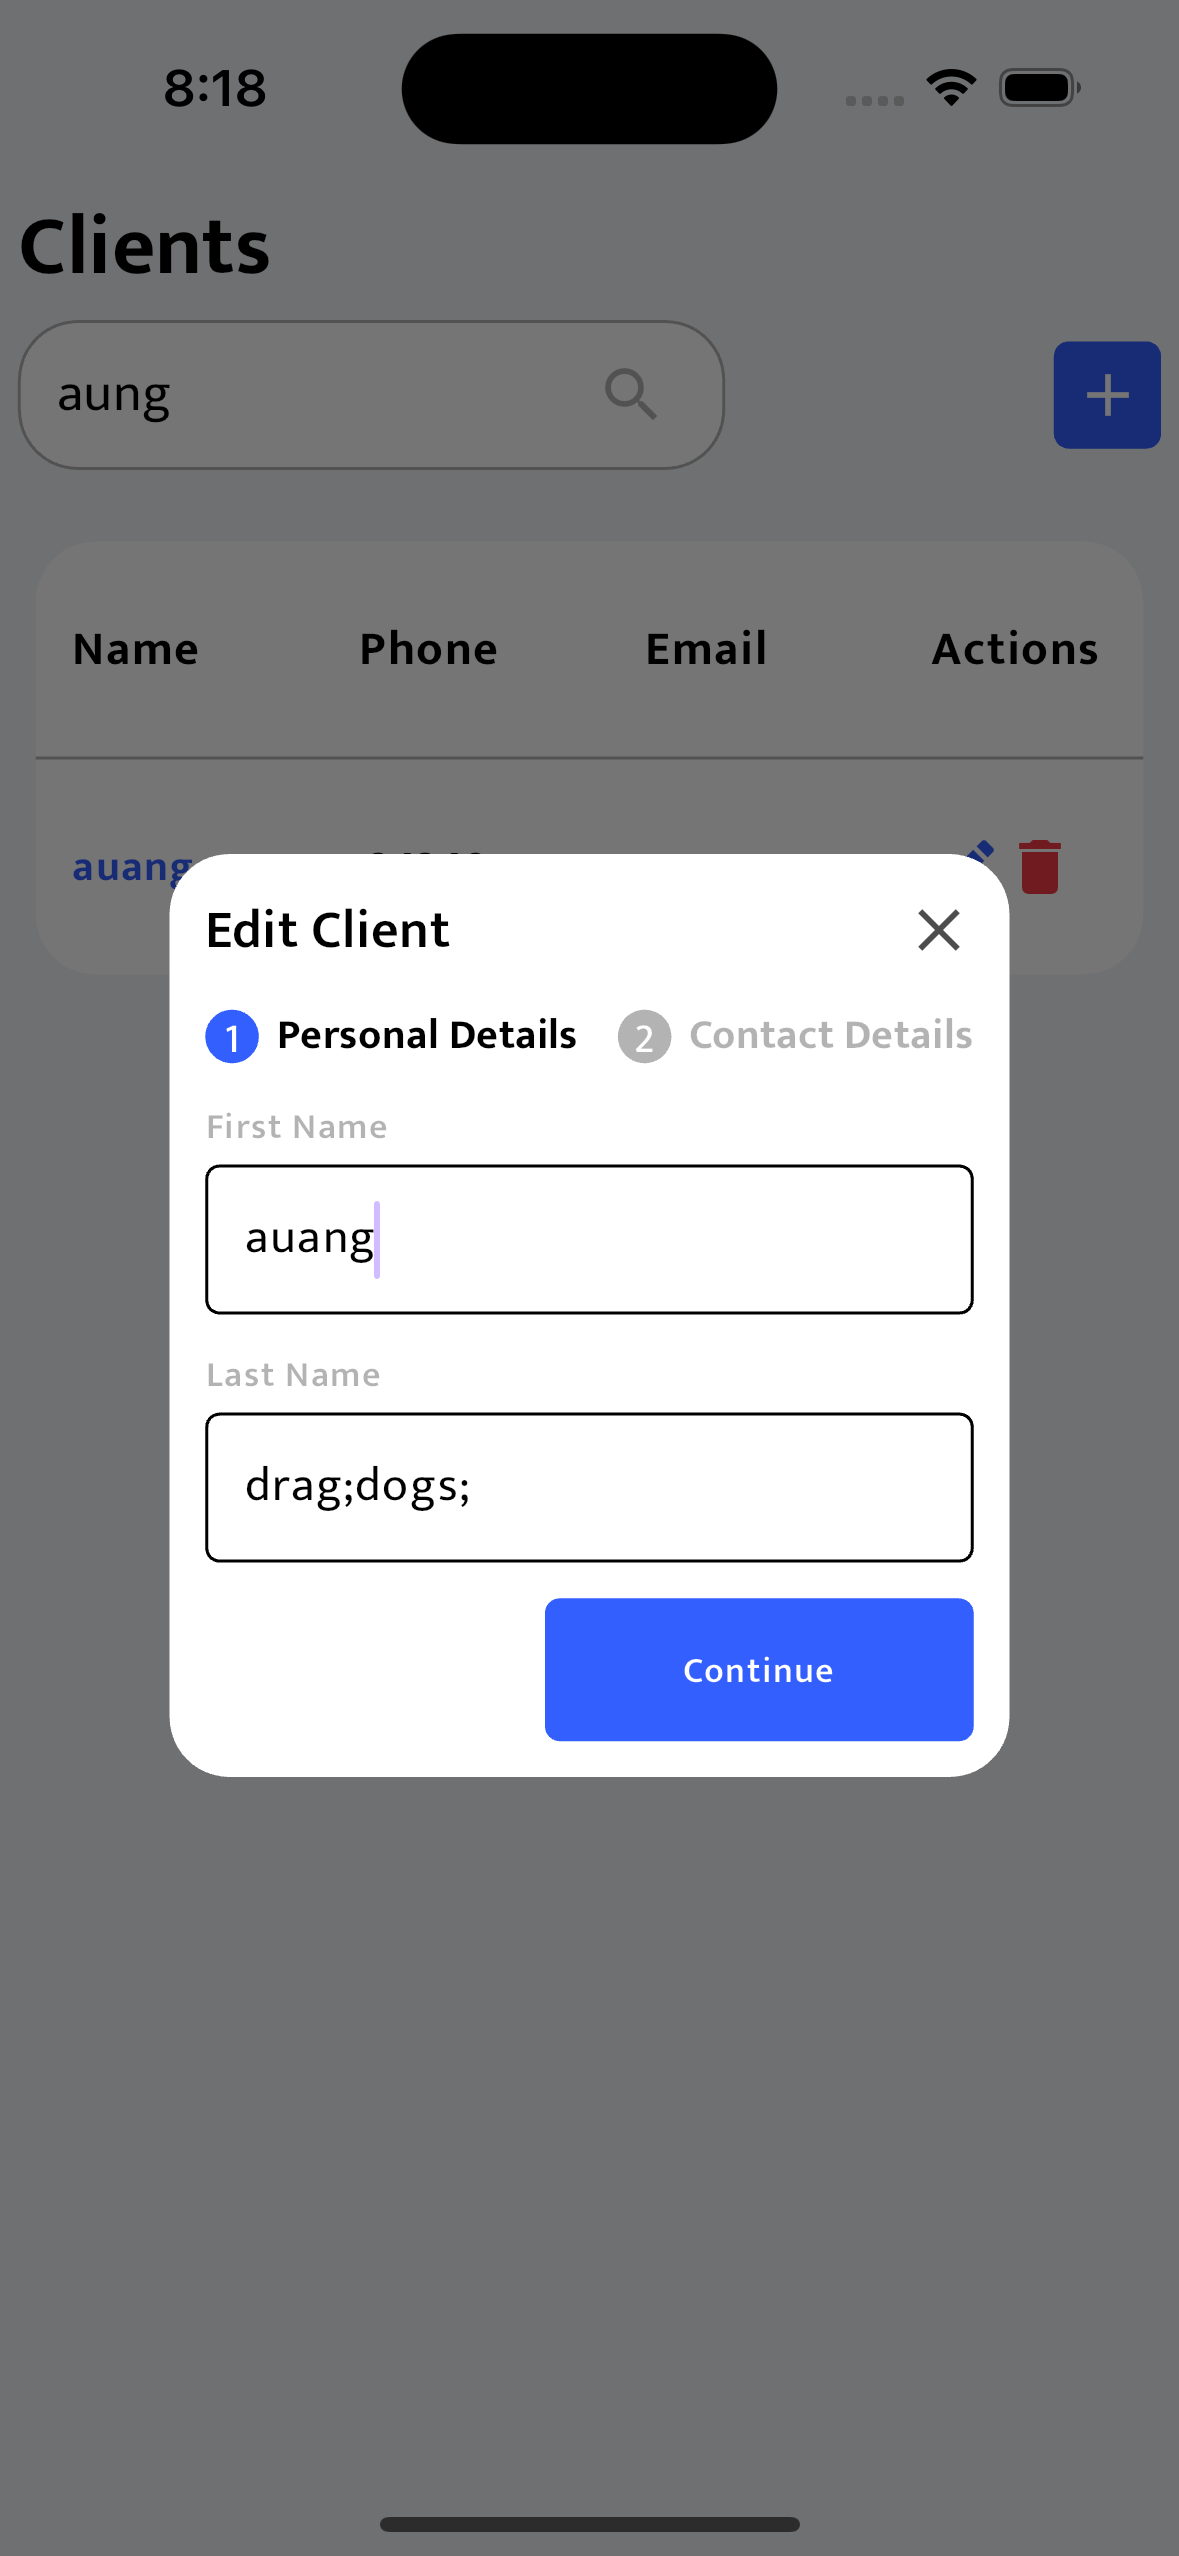 8:18
Clients
aung
Name Phone Email Actions
auang
Edit Client
1 Personal Details 2 Contact Details
First Name
auang
Last Name
drag;dogs;
Continue